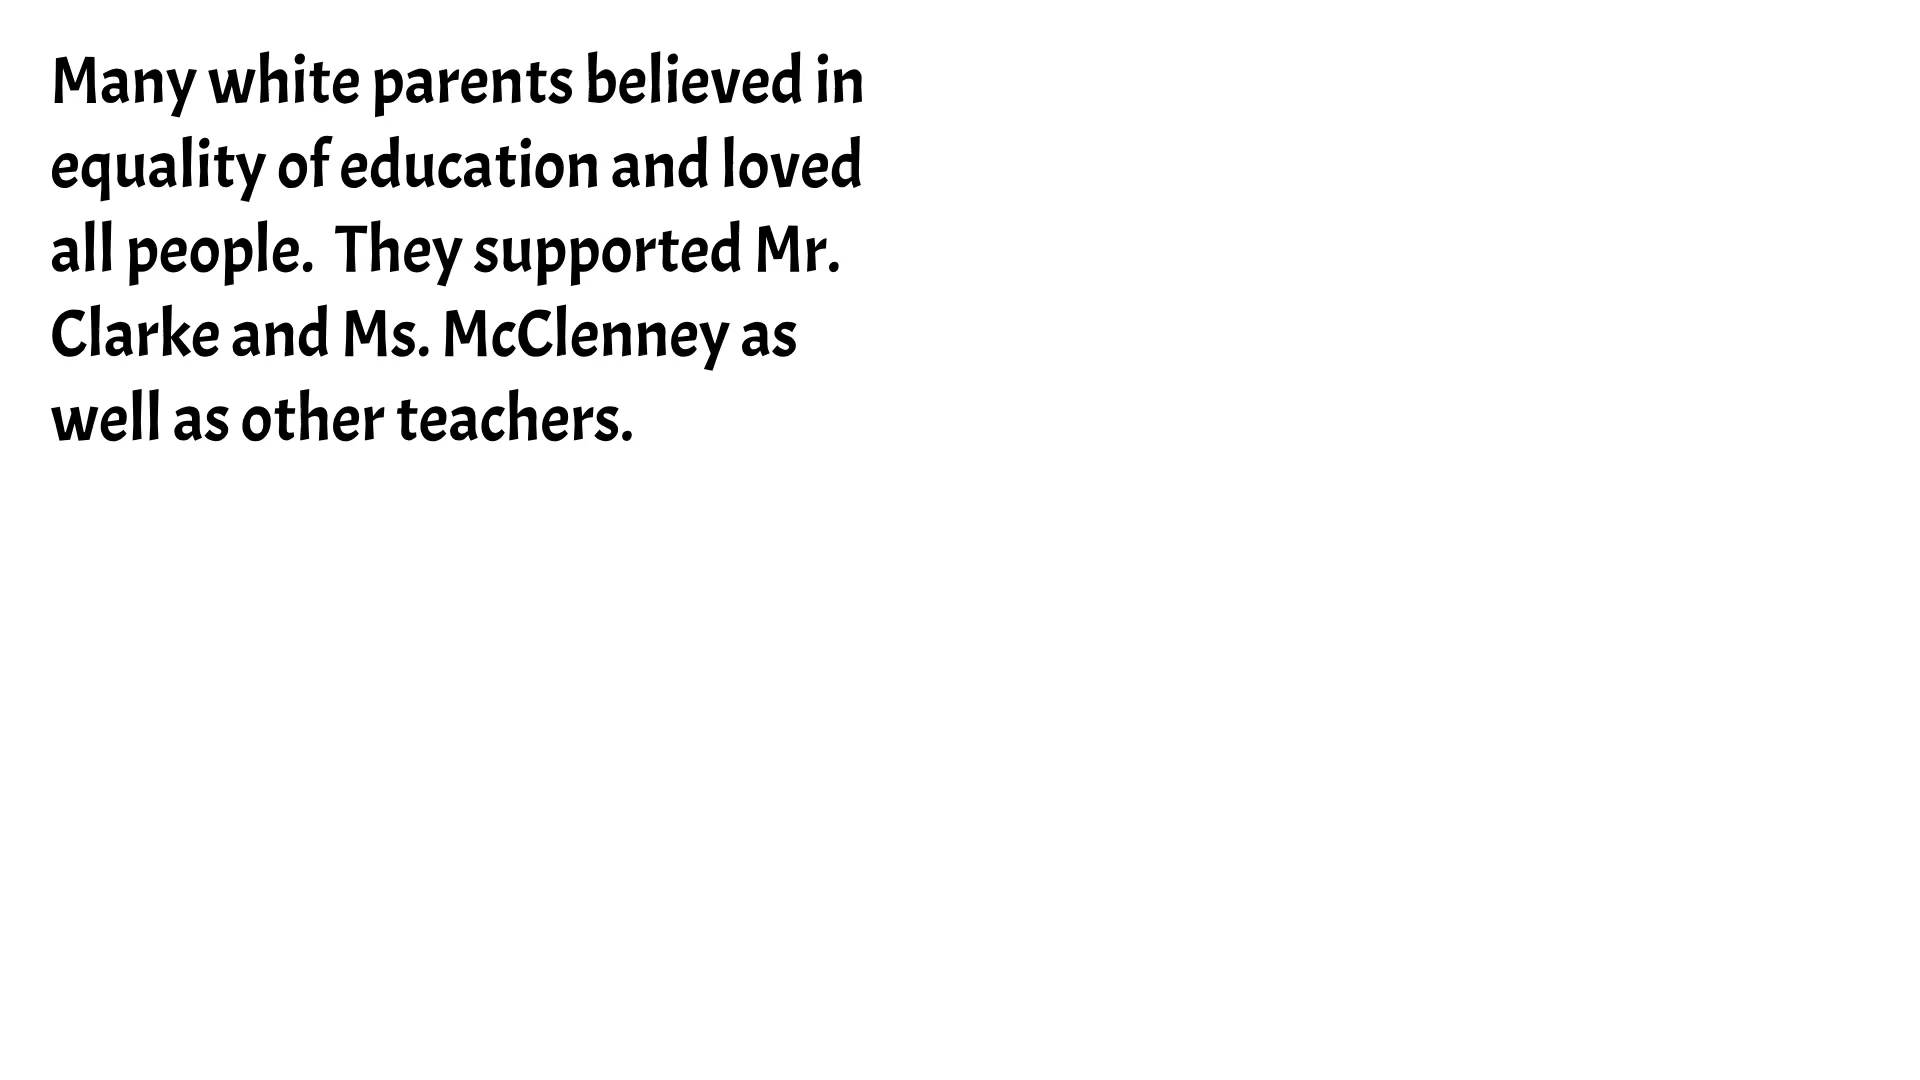 Many white parents believed in
equality of education and loved
all people.  They supported Mr.
Clarke and Ms. McClenney as
well as other teachers.